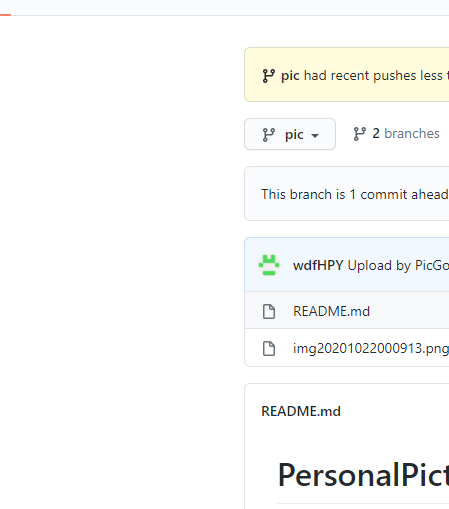 pic had recent pushes less
pic
2 branches
This branch is 1 commit ahead
wdfHPY Upload by PicGo
README.md
img20201022000913.png
README.md
PersonalPict